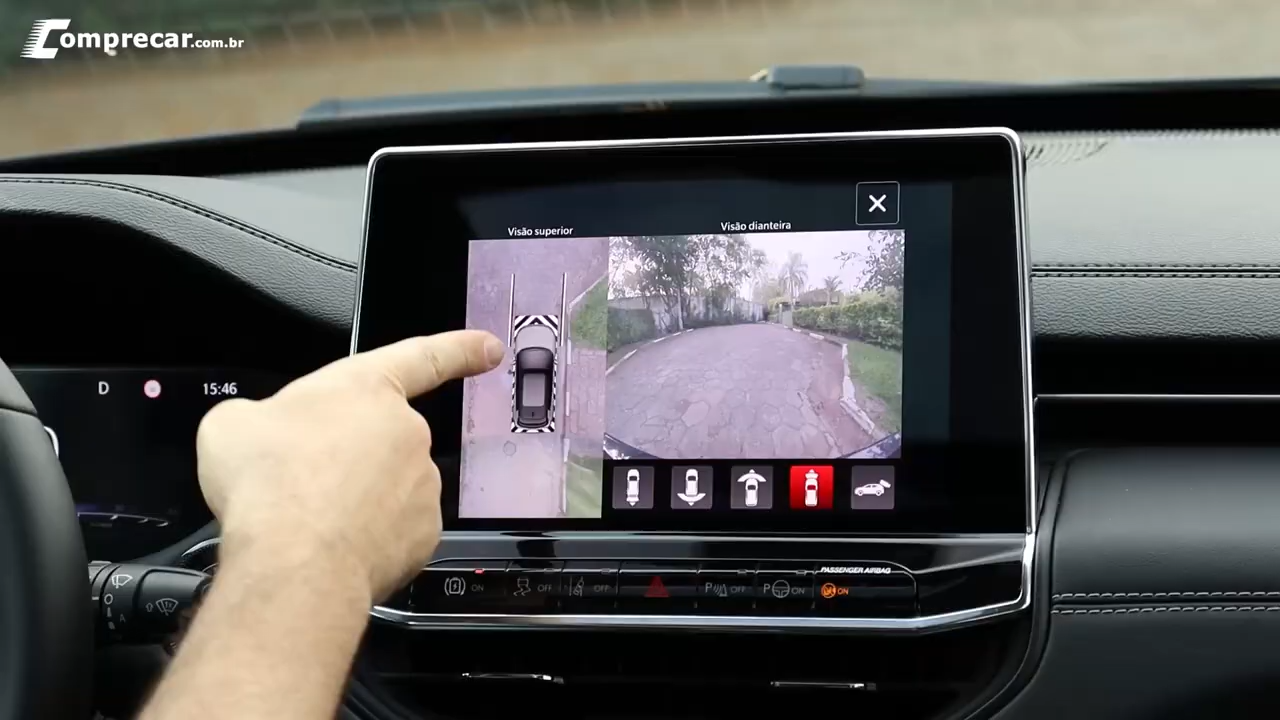 Comprecar.com.br
Visão superior
Visão dianteira
D
15:46
PASSENGER AIRBAG
ON
OFF
OFF
P OFF
P ON
ON
O
A